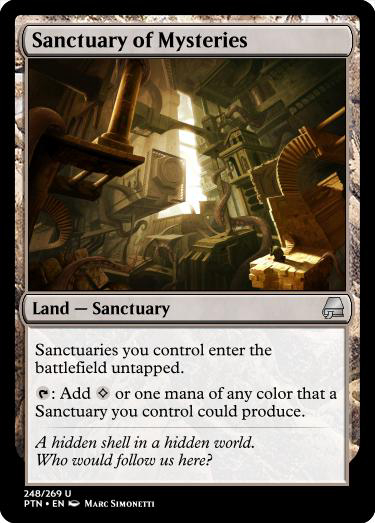 Sanctuary of Mysteries
Land — Sanctuary
Sanctuaries you control enter the
battlefield untapped.
: Add or one mana of any color that a
Sanctuary you control could produce.
A hidden shell in a hidden world.
Who would follow us here?
248/269 U
PTN • EN Marc Simonetti